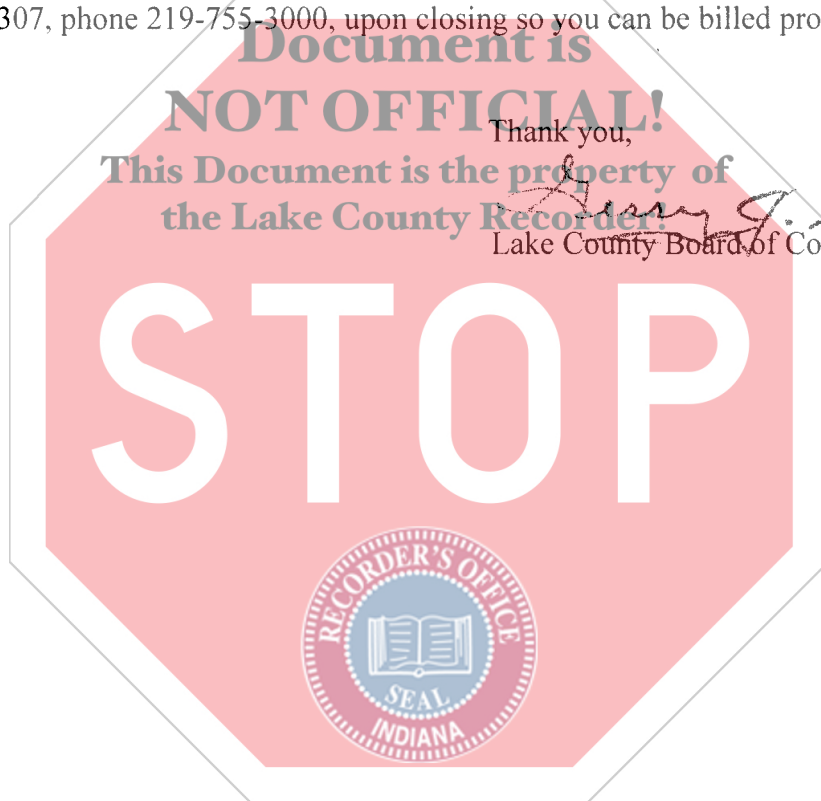 307, phone 219-755-3000, upon closing so you can be billed pro
Document is
NOT OFFICIAL!
Thank you,
This Document is the property of
the Lake County Recorder!
Lake County Board of Co
STOP
RECORDER'S OFFICE
SEAL
INDIANA